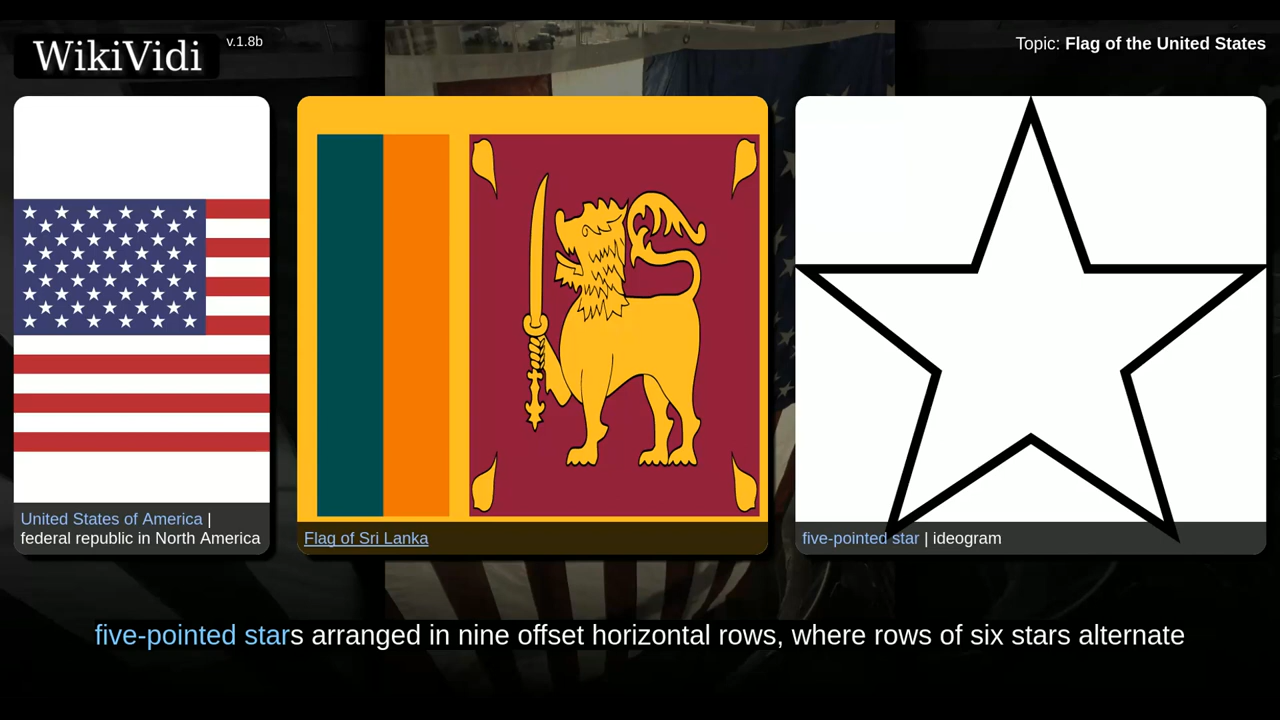 WikiVidi
v.1.8b
Topic: Flag of the United States
United States of America |
federal republic in North America
Flag of Sri Lanka
five-pointed star | ideogram
five-pointed stars arranged in nine offset horizontal rows, where rows of six stars alternate